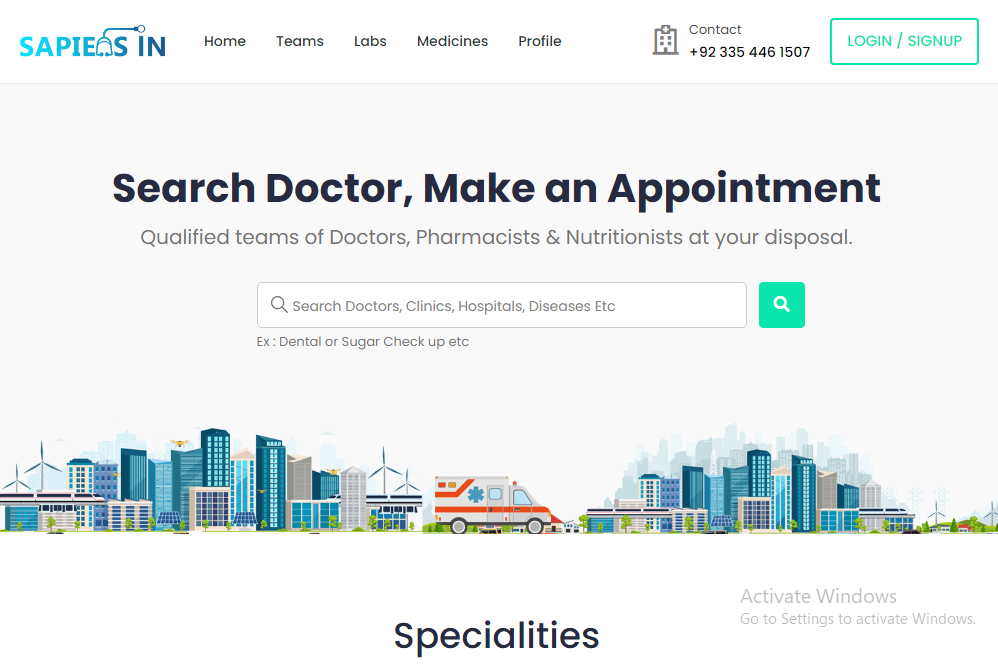 SAPIENS IN
Home
Teams
Labs
Medicines
Profile
Contact
+92 335 446 1507
LOGIN / SIGNUP
Search Doctor, Make an Appointment
Qualified teams of Doctors, Pharmacists & Nutritionists at your disposal.
Search Doctors, Clinics, Hospitals, Diseases Etc
Ex : Dental or Sugar Check up etc
Activate Windows
Go to Settings to activate Windows.
Specialities